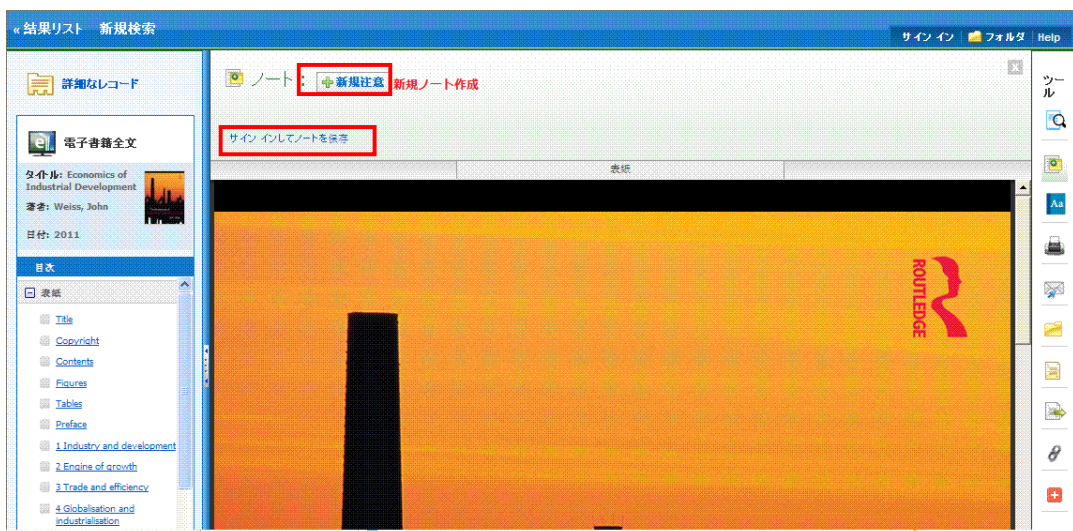 «結果リスト 新規検索
サイン イン フォルダ Help
詳細なレコード
電子書籍全文
タイトル: Economics of
Industrial Development
著者: Weiss, John
日付: 2011
目次
表紙
Title
Copyright
Contents
Figures
Tables
Preface
1 Industry and development
2 Engine of growth
3 Trade and efficiency
4 Globalisation and
industrialisation
ノート: 新規注意 新規ノート作成
サイン インしてノートを保存
表紙
ROUTLEDGE
ツー
ル
Aa